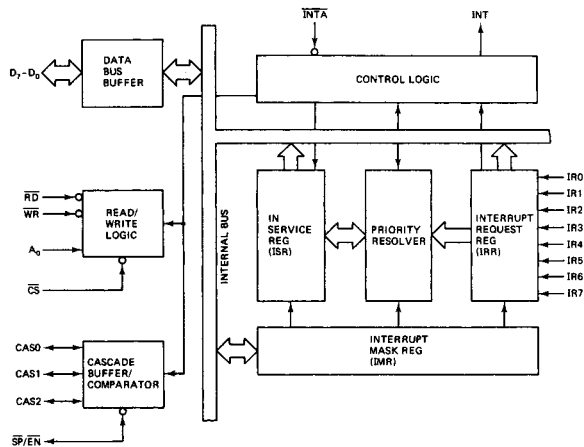 INTA
INT
D7-D0
DATA
BUS
BUFFER
CONTROL LOGIC
RD
WR
A0
READ/
WRITE
LOGIC
CS
INTERNAL BUS
IN
SERVICE
REG
(ISR)
PRIORITY
RESOLVER
INTERRUPT
REQUEST
REG
(IRR)
IR0
IR1
IR2
IR3
IR4
IR5
IR6
IR7
CAS0
CAS1
CAS2
CASCADE
BUFFER/
COMPARATOR
INTERRUPT
MASK REG
(IMR)
SP/EN